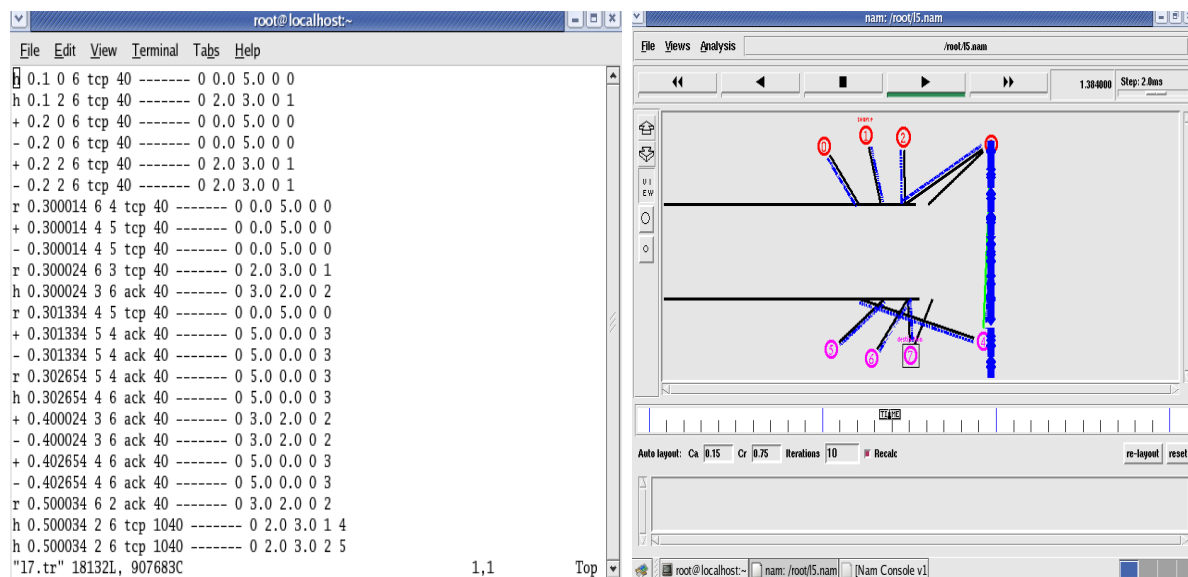 root@localhost:~
File Edit View Terminal Tabs Help
h 0.1 0 6 tcp 40 ------- 0 0.0 5.0 0 0
h 0.1 2 6 tcp 40 ------- 0 2.0 3.0 0 1
+ 0.2 0 6 tcp 40 ------- 0 0.0 5.0 0 0
- 0.2 0 6 tcp 40 ------- 0 0.0 5.0 0 0
+ 0.2 2 6 tcp 40 ------- 0 2.0 3.0 0 1
- 0.2 2 6 tcp 40 ------- 0 2.0 3.0 0 1
r 0.300014 6 4 tcp 40 ------- 0 0.0 5.0 0 0
+ 0.300014 4 5 tcp 40 ------- 0 0.0 5.0 0 0
- 0.300014 4 5 tcp 40 ------- 0 0.0 5.0 0 0
r 0.300024 6 3 tcp 40 ------- 0 2.0 3.0 0 1
h 0.300024 3 6 ack 40 ------- 0 3.0 2.0 0 2
r 0.301334 4 5 tcp 40 ------- 0 0.0 5.0 0 0
+ 0.301334 5 4 ack 40 ------- 0 5.0 0.0 0 3
- 0.301334 5 4 ack 40 ------- 0 5.0 0.0 0 3
r 0.302654 5 4 ack 40 ------- 0 5.0 0.0 0 3
h 0.302654 4 6 ack 40 ------- 0 5.0 0.0 0 3
+ 0.400024 3 6 ack 40 ------- 0 3.0 2.0 0 2
- 0.400024 3 6 ack 40 ------- 0 3.0 2.0 0 2
+ 0.402654 4 6 ack 40 ------- 0 5.0 0.0 0 3
- 0.402654 4 6 ack 40 ------- 0 5.0 0.0 0 3
r 0.500034 6 2 ack 40 ------- 0 3.0 2.0 0 2
h 0.500034 2 6 tcp 1040 ------- 0 2.0 3.0 1 4
h 0.500034 2 6 tcp 1040 ------- 0 2.0 3.0 2 5
"l7.tr" 18132L, 907683C 1,1 Top
nam: /root/l5.nam
File Views Analysis /root/l5.nam
1.384000 Step: 2.0ms
VI
EW
source
0 1 2
4
5 6 7
destination
TIME
Auto layout: Ca 0.15 Cr 0.75 Iterations 10 Recalc re-layout reset
root@localhost:~ nam: /root/l5.nam [Nam Console v1